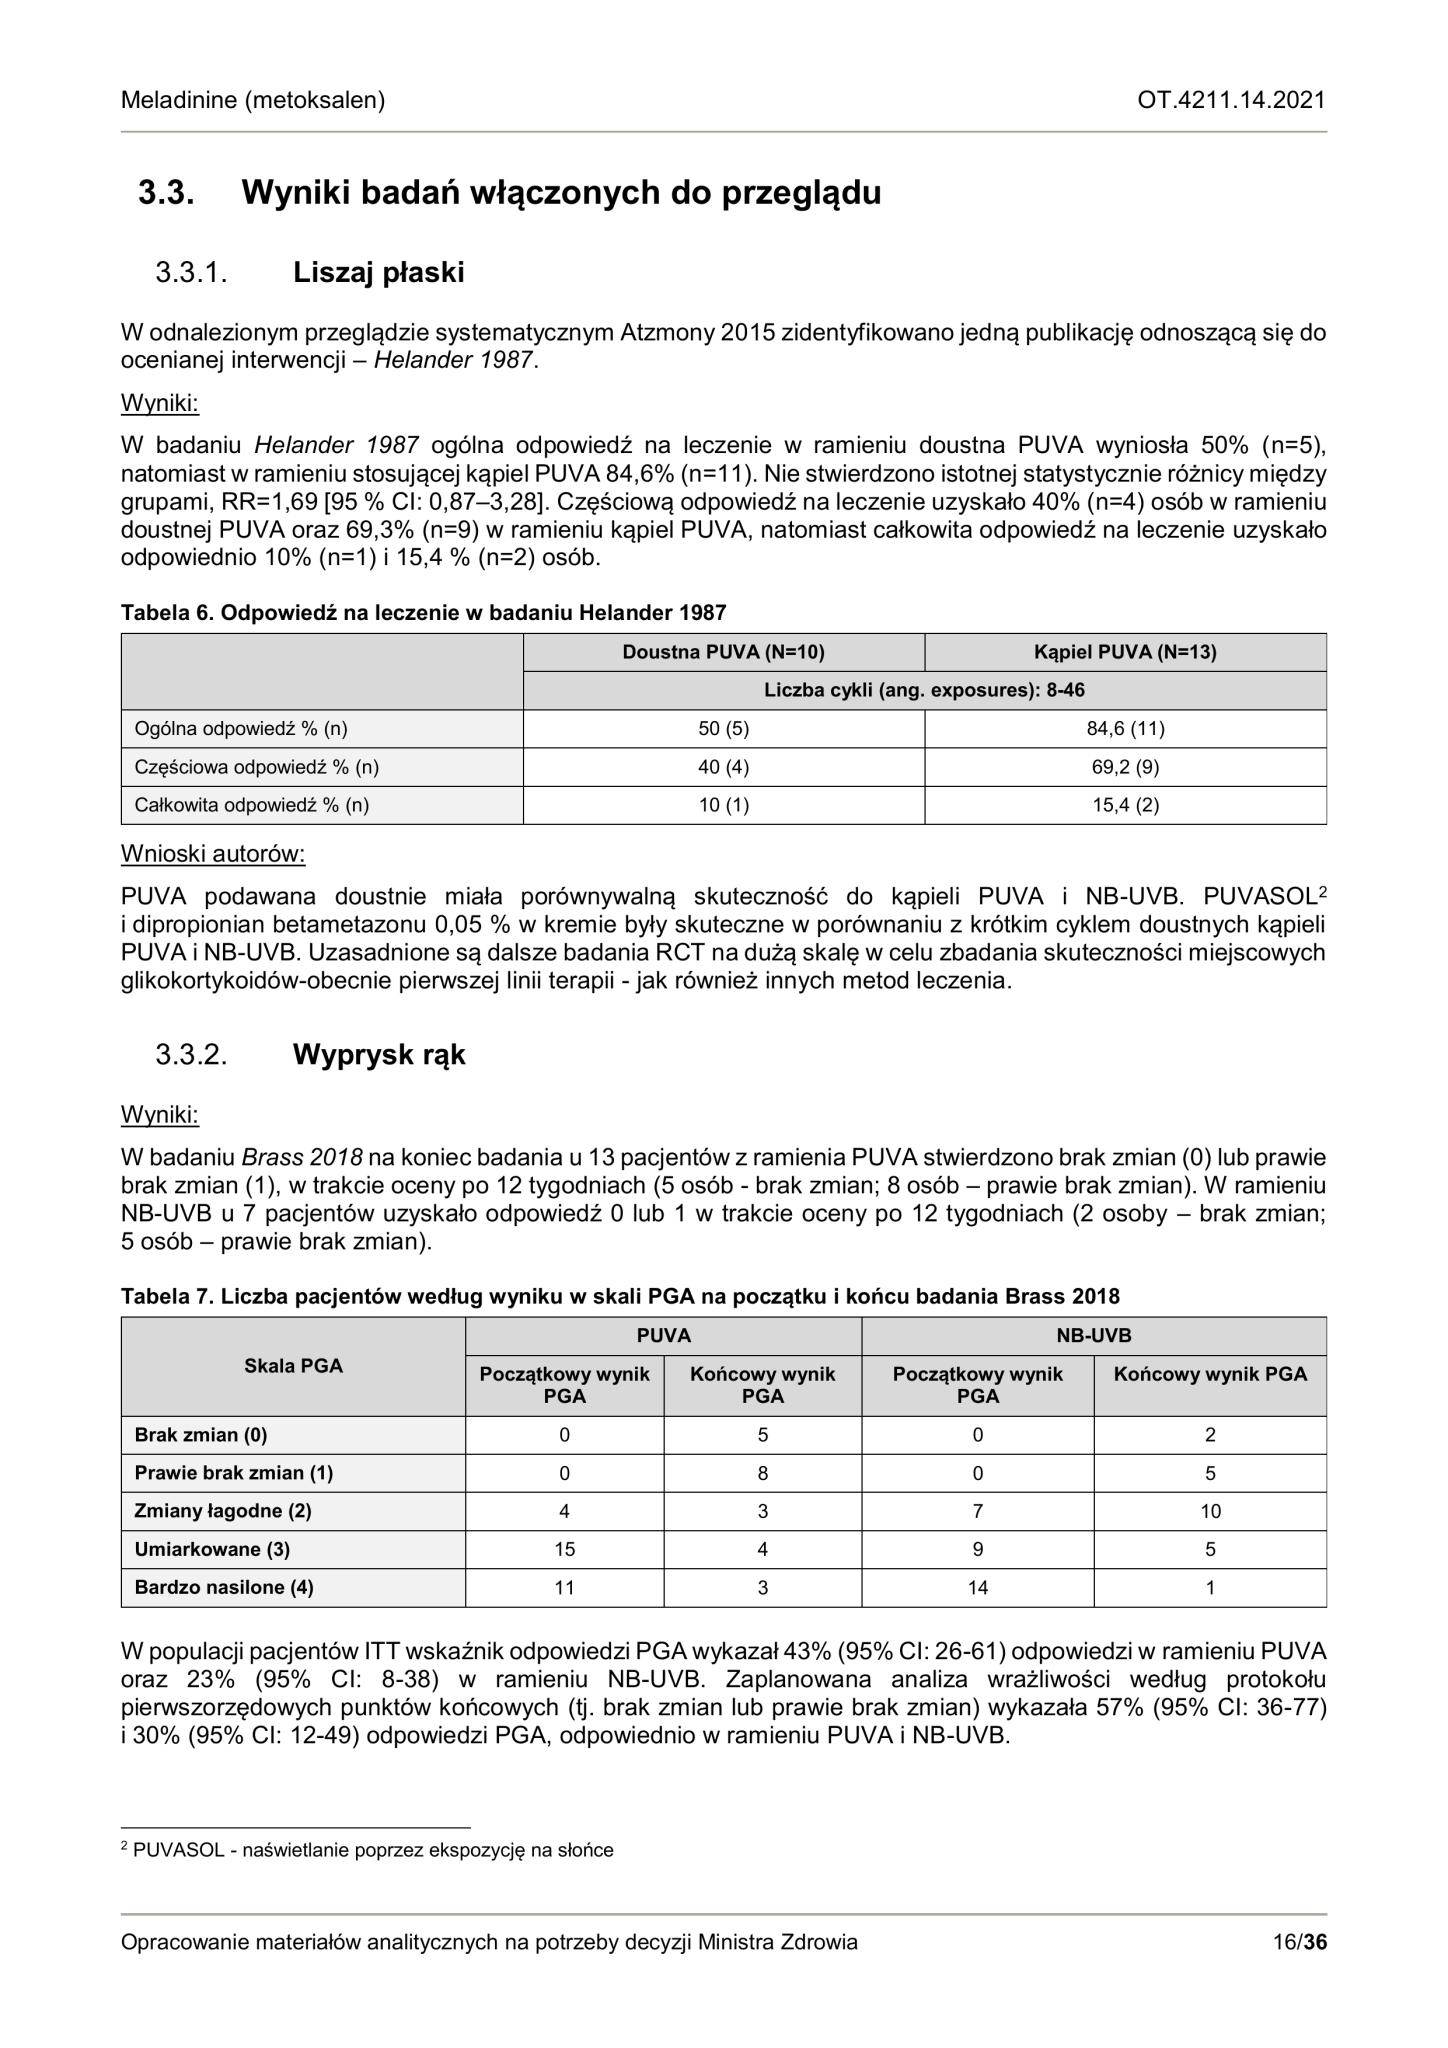 Meladinine (metoksalen) OT.4211.14.2021
3.3. Wyniki badań włączonych do przeglądu
3.3.1. Liszaj płaski
W odnalezionym przeglądzie systematycznym Atzmony 2015 zidentyfikowano jedną publikację odnoszącą się do
ocenianej interwencji – Helander 1987.
Wyniki:
W badaniu Helander 1987 ogólna odpowiedź na leczenie w ramieniu doustna PUVA wyniosła 50% (n=5),
natomiast w ramieniu stosującej kąpiel PUVA 84,6% (n=11). Nie stwierdzono istotnej statystycznie różnicy między
grupami, RR=1,69 [95 % CI: 0,87–3,28]. Częściową odpowiedź na leczenie uzyskało 40% (n=4) osób w ramieniu
doustnej PUVA oraz 69,3% (n=9) w ramieniu kąpiel PUVA, natomiast całkowita odpowiedź na leczenie uzyskało
odpowiednio 10% (n=1) i 15,4 % (n=2) osób.
Tabela 6. Odpowiedź na leczenie w badaniu Helander 1987
Doustna PUVA (N=10) Kąpiel PUVA (N=13)
Liczba cykli (ang. exposures): 8-46
Ogólna odpowiedź % (n) 50 (5) 84,6 (11)
Częściowa odpowiedź % (n) 40 (4) 69,2 (9)
Całkowita odpowiedź % (n) 10 (1) 15,4 (2)
Wnioski autorów:
PUVA podawana doustnie miała porównywalną skuteczność do kąpieli PUVA i NB-UVB. PUVASOL²
i dipropionian betametazonu 0,05 % w kremie były skuteczne w porównaniu z krótkim cyklem doustnych kąpieli
PUVA i NB-UVB. Uzasadnione są dalsze badania RCT na dużą skalę w celu zbadania skuteczności miejscowych
glikokortykoidów-obecnie pierwszej linii terapii - jak również innych metod leczenia.
3.3.2. Wyprysk rąk
Wyniki:
W badaniu Brass 2018 na koniec badania u 13 pacjentów z ramienia PUVA stwierdzono brak zmian (0) lub prawie
brak zmian (1), w trakcie oceny po 12 tygodniach (5 osób - brak zmian; 8 osób – prawie brak zmian). W ramieniu
NB-UVB u 7 pacjentów uzyskało odpowiedź 0 lub 1 w trakcie oceny po 12 tygodniach (2 osoby – brak zmian;
5 osób – prawie brak zmian).
Tabela 7. Liczba pacjentów według wyniku w skali PGA na początku i końcu badania Brass 2018
Skala PGA PUVA NB-UVB
Początkowy wynik PGA Końcowy wynik PGA Początkowy wynik PGA Końcowy wynik PGA
Brak zmian (0) 0 5 0 2
Prawie brak zmian (1) 0 8 0 5
Zmiany łagodne (2) 4 3 7 10
Umiarkowane (3) 15 4 9 5
Bardzo nasilone (4) 11 3 14 1
W populacji pacjentów ITT wskaźnik odpowiedzi PGA wykazał 43% (95% CI: 26-61) odpowiedzi w ramieniu PUVA
oraz 23% (95% CI: 8-38) w ramieniu NB-UVB. Zaplanowana analiza wrażliwości według protokołu
pierwszorzędowych punktów końcowych (tj. brak zmian lub prawie brak zmian) wykazała 57% (95% CI: 36-77)
i 30% (95% CI: 12-49) odpowiedzi PGA, odpowiednio w ramieniu PUVA i NB-UVB.
² PUVASOL - naświetlanie poprzez ekspozycję na słońce
Opracowanie materiałów analitycznych na potrzeby decyzji Ministra Zdrowia 16/36